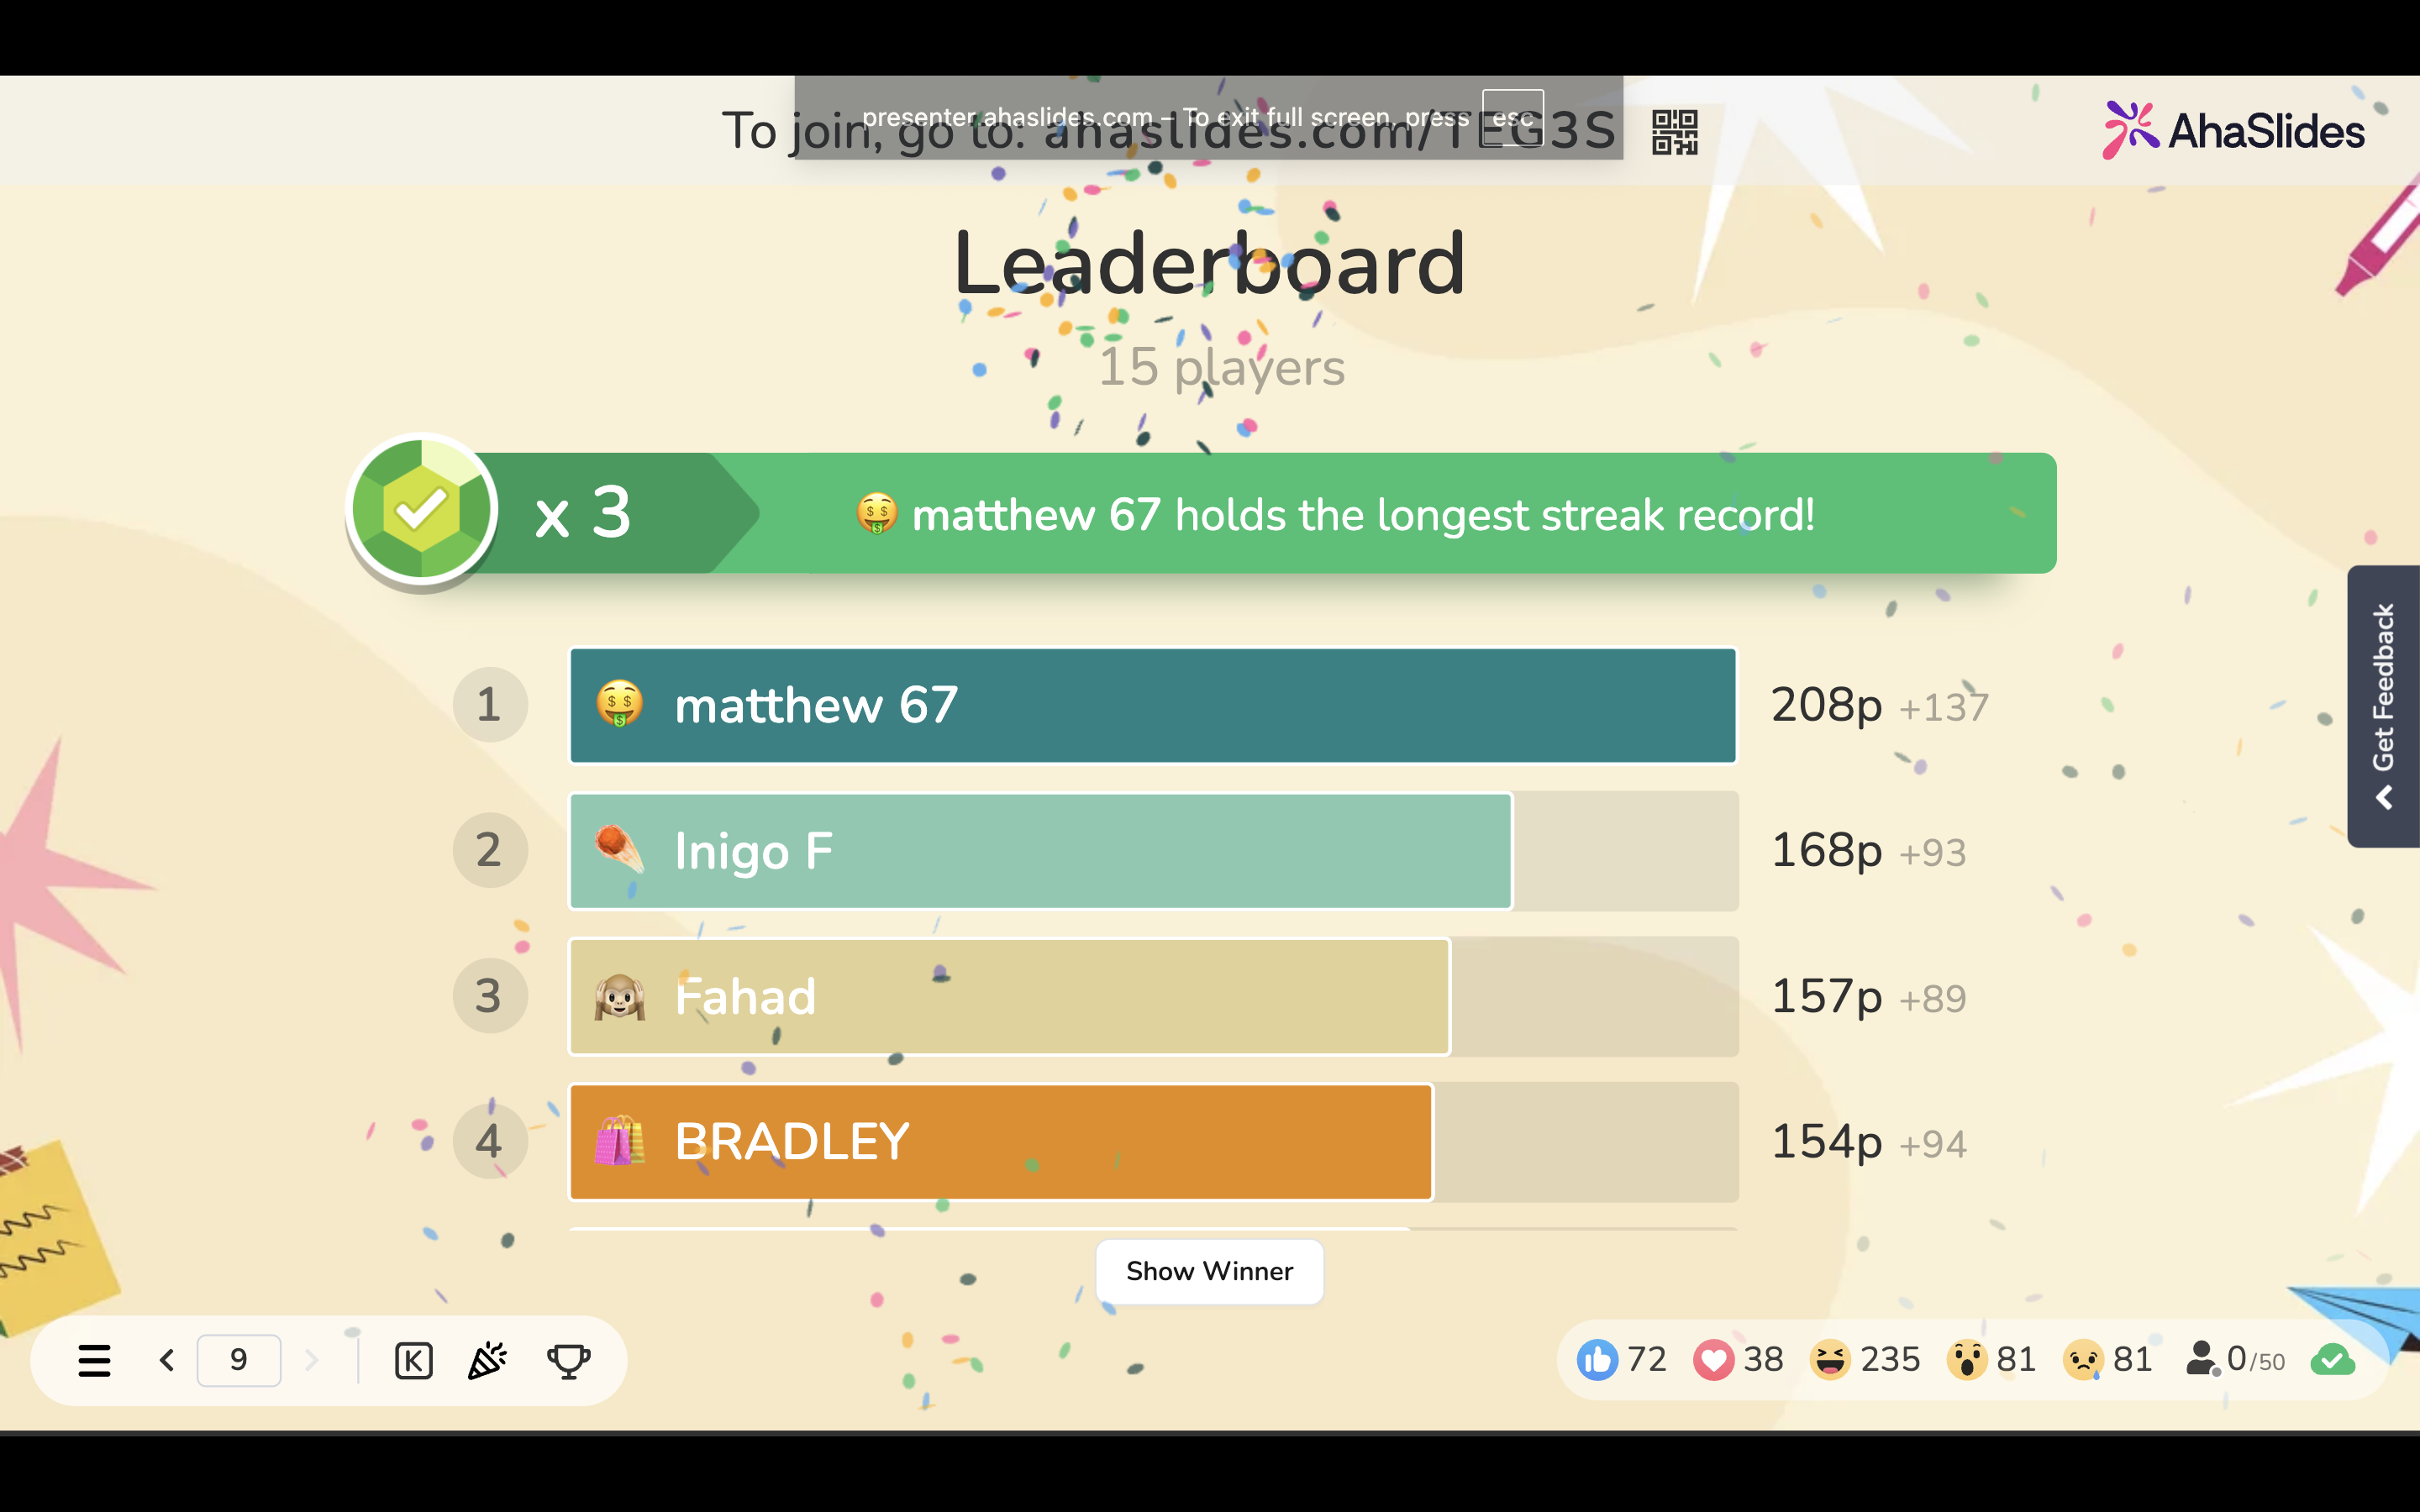 presenter.ahaslides.com – To exit full screen, press esc
To join, go to: ahaslides.com/TEG3S
AhaSlides
Leaderboard
15 players
x 3
matthew 67 holds the longest streak record!
1 matthew 67 208p +137
2 Inigo F 168p +93
3 Fahad 157p +89
4 BRADLEY 154p +94
Get Feedback
Show Winner
9
K
72 38 235 81 81 0/50